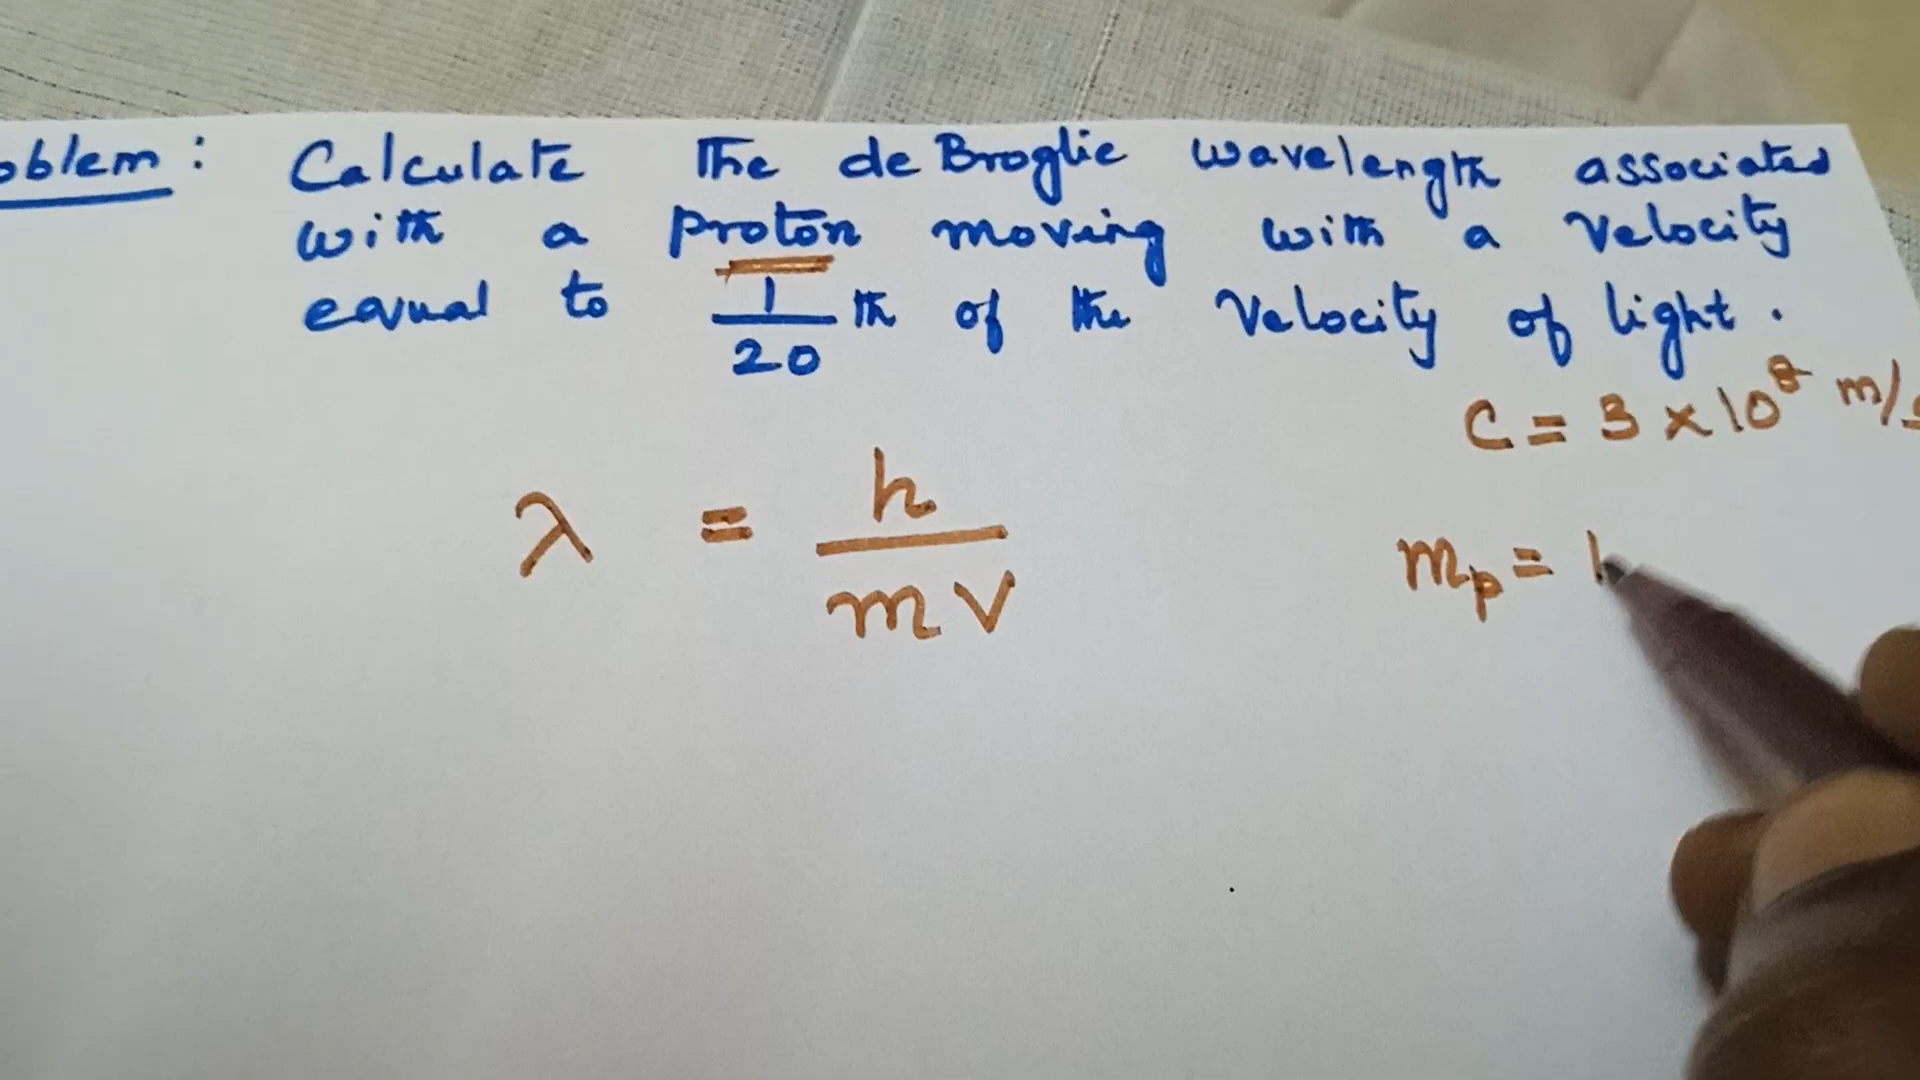 oblem: Calculate the de Broglie wavelength associated
with a proton moving with a velocity
equal to 1/20 th of the velocity of light.
C = 3 × 10⁸ m/s
λ = h/mv
mp = 1